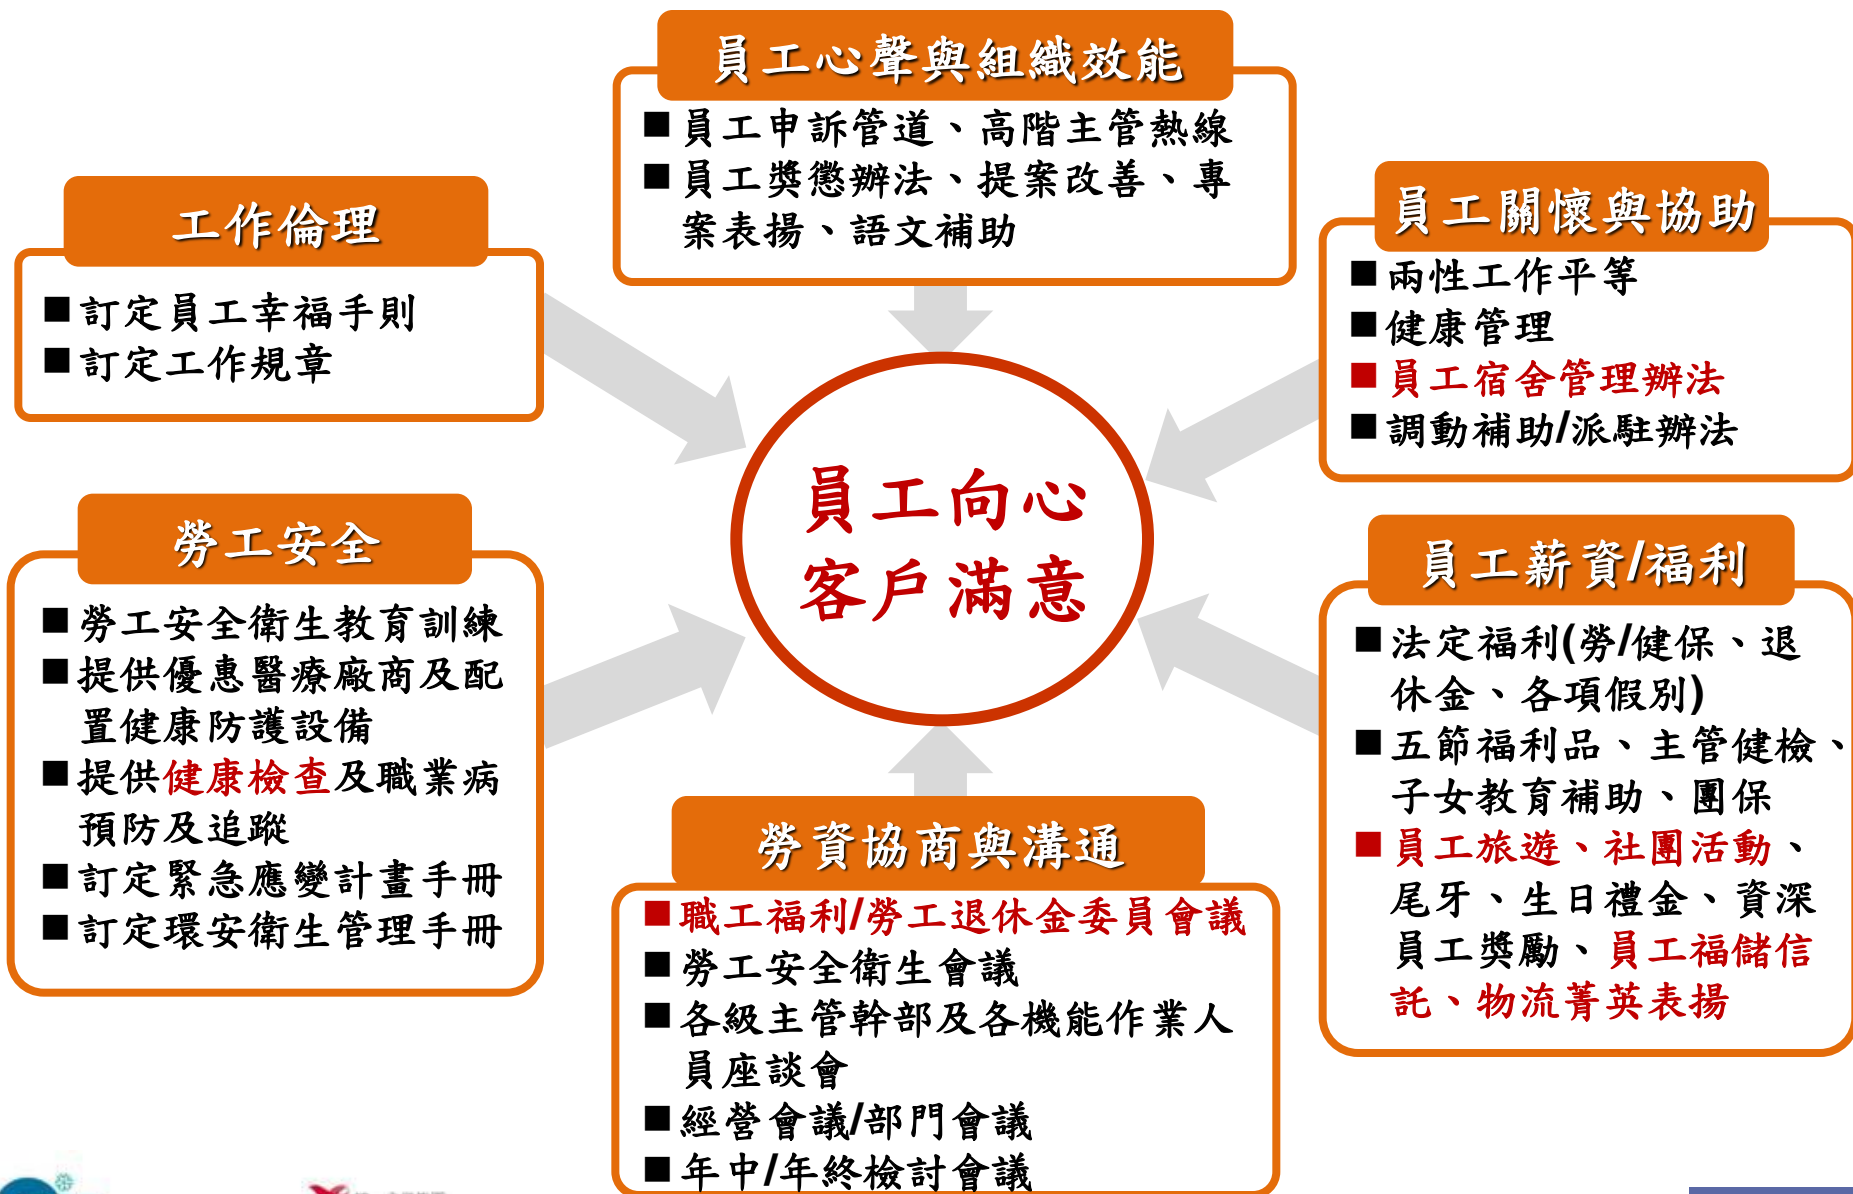 員工心聲與組織效能
■員工申訴管道、高階主管熱線
■員工獎懲辦法、提案改善、專
案表揚、語文補助
工作倫理
■訂定員工幸福手則
■訂定工作規章
員工關懷與協助
■兩性工作平等
■健康管理
■員工宿舍管理辦法
■調動補助/派駐辦法
員工向心
客戶滿意
勞工安全
■勞工安全衛生教育訓練
■提供優惠醫療廠商及配
置健康防護設備
■提供健康檢查及職業病
預防及追蹤
■訂定緊急應變計畫手冊
■訂定環安衛生管理手冊
員工薪資/福利
■法定福利(勞/健保、退
休金、各項假別)
■五節福利品、主管健檢、
子女教育補助、團保
■員工旅遊、社團活動、
尾牙、生日禮金、資深
員工獎勵、員工福儲信
託、物流菁英表揚
勞資協商與溝通
■職工福利/勞工退休金委員會議
■勞工安全衛生會議
■各級主管幹部及各機能作業人
員座談會
■經營會議/部門會議
■年中/年終檢討會議